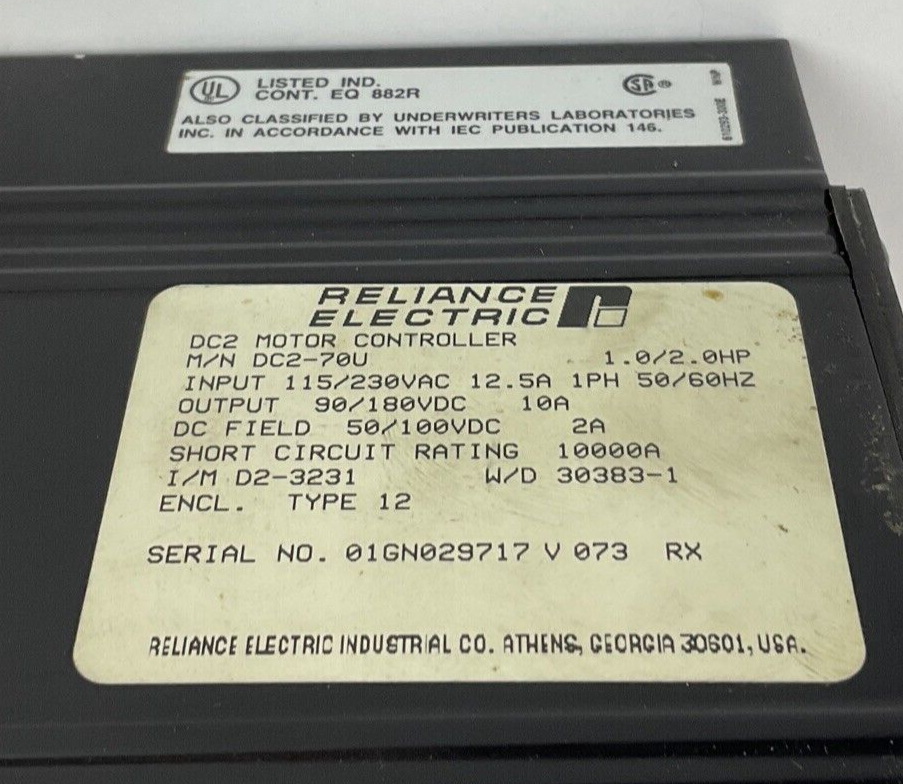 UL LISTED IND.
CONT. EQ 882R
ALSO CLASSIFIED BY UNDERWRITERS LABORATORIES
INC. IN ACCORDANCE WITH IEC PUBLICATION 146.
SA
RELIANCE
ELECTRIC
DC2 MOTOR CONTROLLER
M/N DC2-70U 1.0/2.0HP
INPUT 115/230VAC 12.5A 1PH 50/60HZ
OUTPUT 90/180VDC 10A
DC FIELD 50/100VDC 2A
SHORT CIRCUIT RATING 10000A
I/M D2-3231 W/D 30383-1
ENCL. TYPE 12
SERIAL NO. 01GN029717 V 073 RX
RELIANCE ELECTRIC INDUSTRIAL CO. ATHENS, GEORGIA 30601, USA.